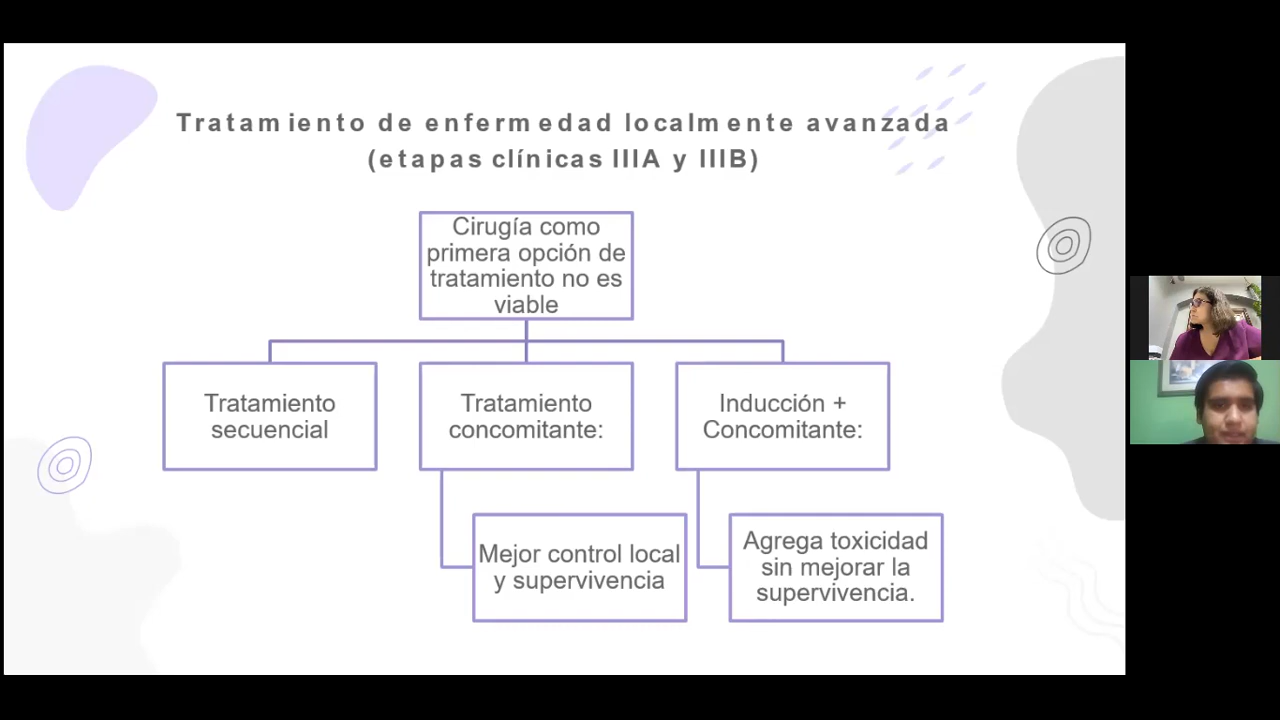 Tratamiento de enfermedad localmente avanzada
(etapas clínicas IIIA y IIIB)
Cirugía como
primera opción de
tratamiento no es
viable
Tratamiento
secuencial
Tratamiento
concomitante:
Inducción +
Concomitante:
Mejor control local
y supervivencia
Agrega toxicidad
sin mejorar la
supervivencia.